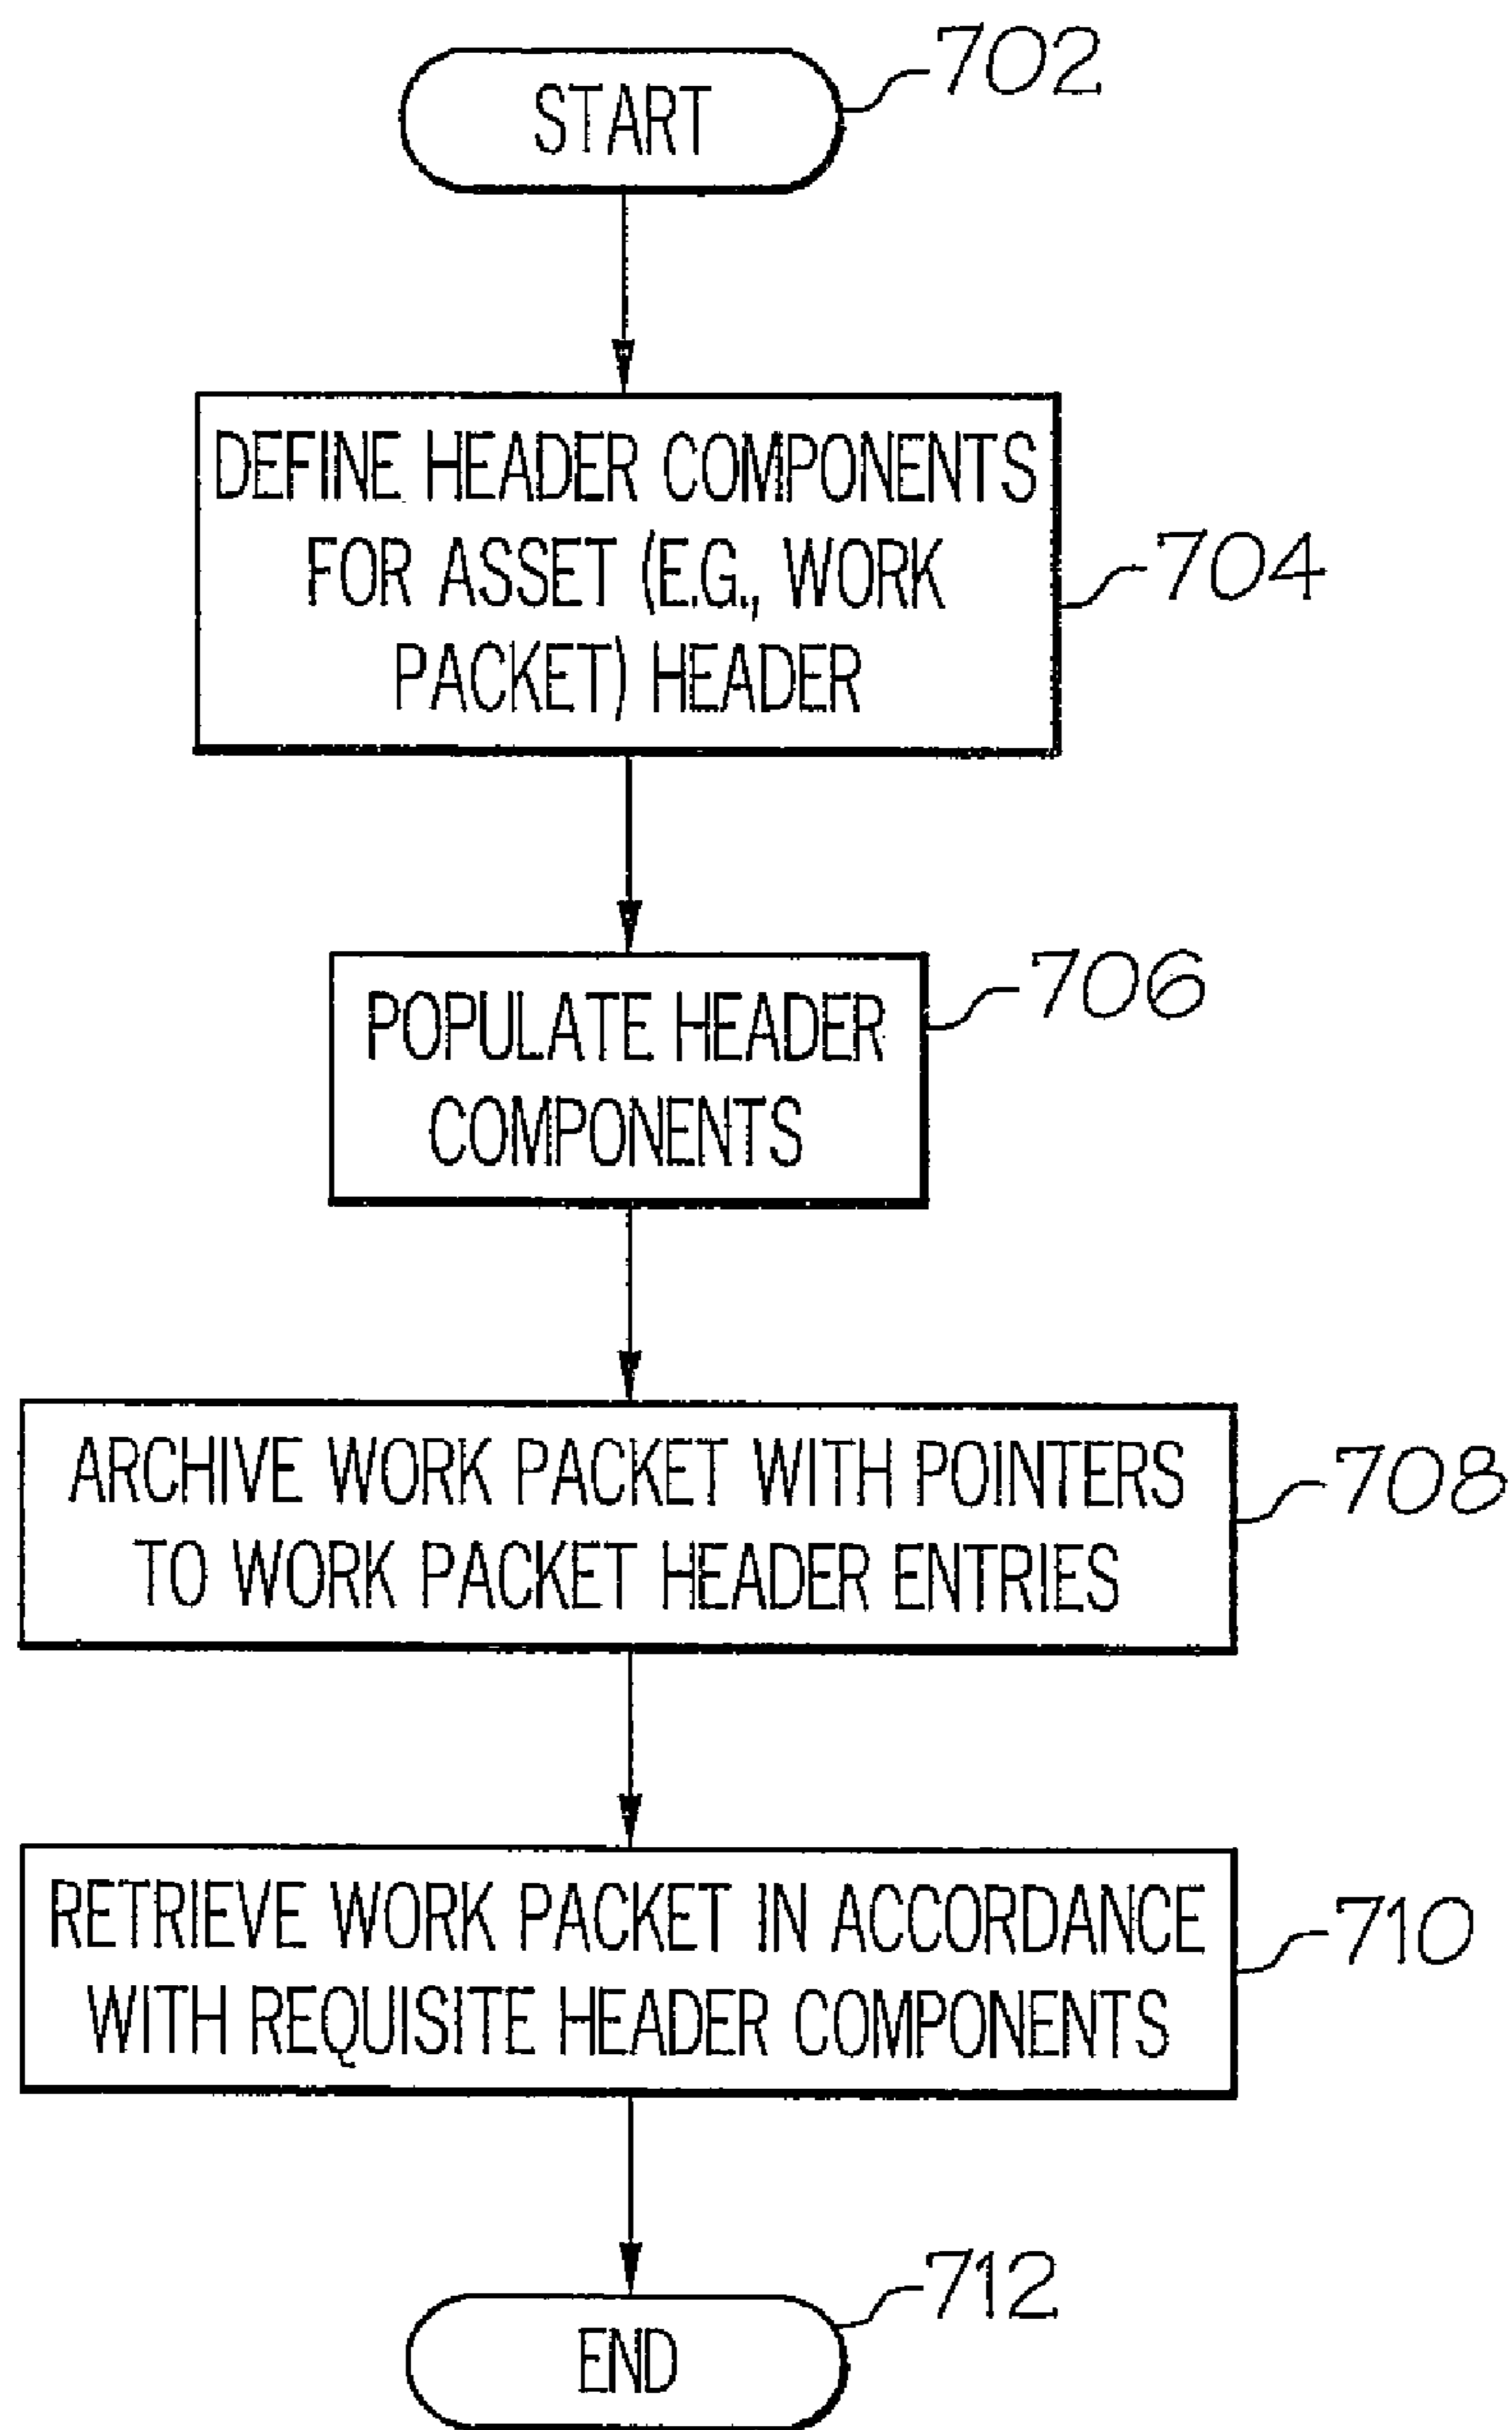 START
702
DEFINE HEADER COMPONENTS
FOR ASSET (E.G., WORK
PACKET) HEADER
704
POPULATE HEADER
COMPONENTS
706
ARCHIVE WORK PACKET WITH POINTERS
TO WORK PACKET HEADER ENTRIES
708
RETRIEVE WORK PACKET IN ACCORDANCE
WITH REQUISITE HEADER COMPONENTS
710
END
712